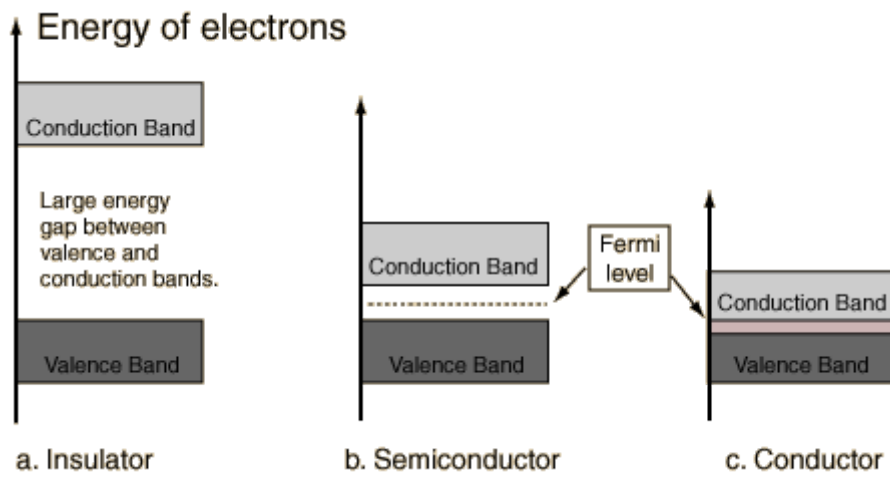 Energy of electrons
Conduction Band
Large energy
gap between
valence and
conduction bands.
Valence Band
a. Insulator
Conduction Band
Valence Band
b. Semiconductor
Fermi
level
Conduction Band
Valence Band
c. Conductor